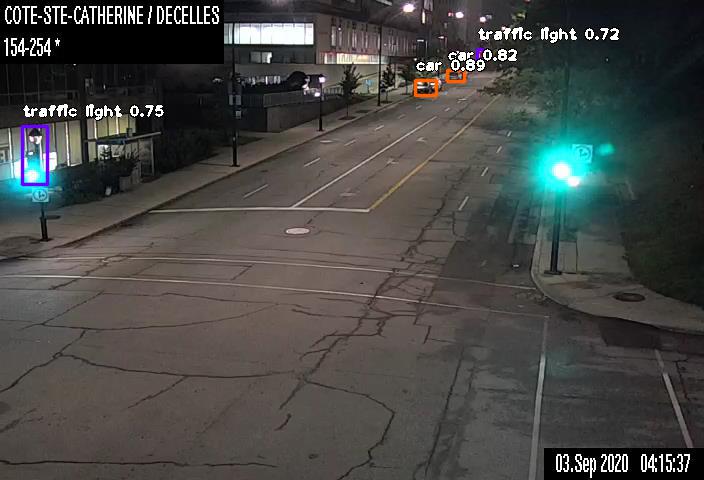 COTE-STE-CATHERINE / DECELLES
154-254 *
traffic light 0.72
car 0.82
car 0.89
traffic light 0.75
03.Sep 2020 04:15:37